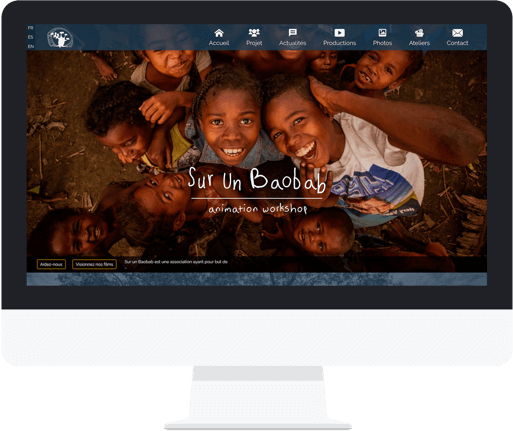 FR
ES
EN
Accueil Projet Actualités Productions Photos Ateliers Contact
Sur Un Baobab
animation workshop
Aidez-nous Visionnez nos films Sur un Baobab est une association ayant pour but de